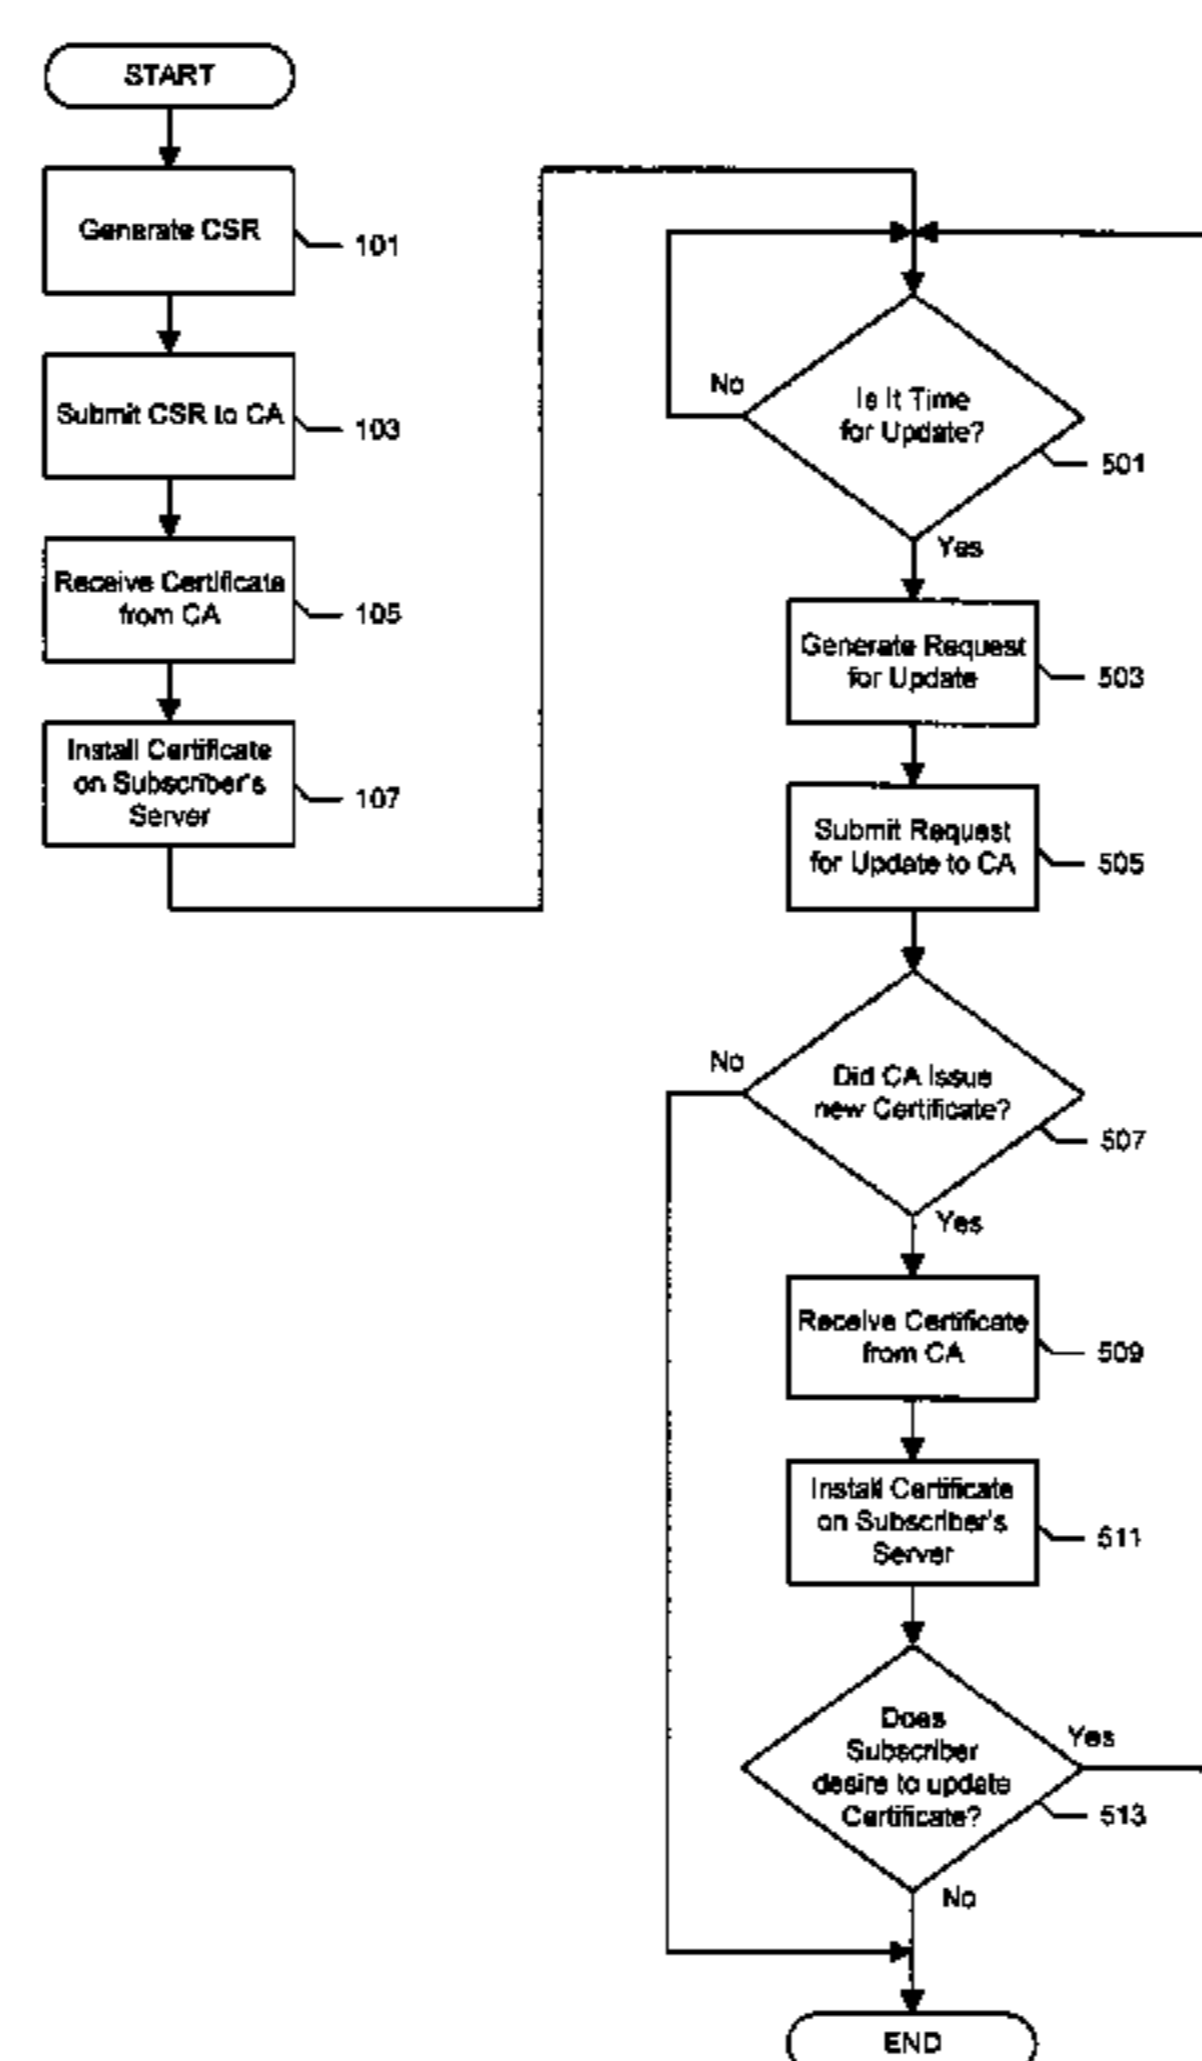 START
Generate CSR
101
Submit CSR to CA
103
Receive Certificate
from CA
105
Install Certificate
on Subscriber's
Server
107
Is It Time
for Update?
No
501
Yes
Generate Request
for Update
503
Submit Request
for Update to CA
505
No
Did CA Issue
new Certificate?
507
Yes
Receive Certificate
from CA
509
Install Certificate
on Subscriber's
Server
511
Does
Subscriber
desire to update
Certificate?
Yes
513
No
END